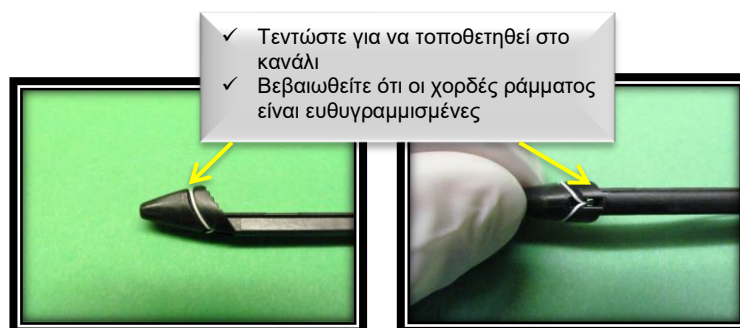 ✓ Τεντώστε για να τοποθετηθεί στο
κανάλι
✓ Βεβαιωθείτε ότι οι χορδές ράμματος
είναι ευθυγραμμισμένες